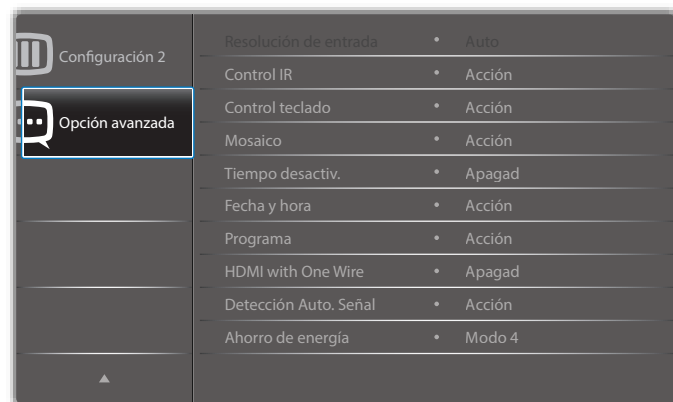 Configuración 2
Opción avanzada
Resolución de entrada • Auto
Control IR • Acción
Control teclado • Acción
Mosaico • Acción
Tiempo desactiv. • Apagad
Fecha y hora • Acción
Programa • Acción
HDMI with One Wire • Apagad
Detección Auto. Señal • Acción
Ahorro de energía • Modo 4